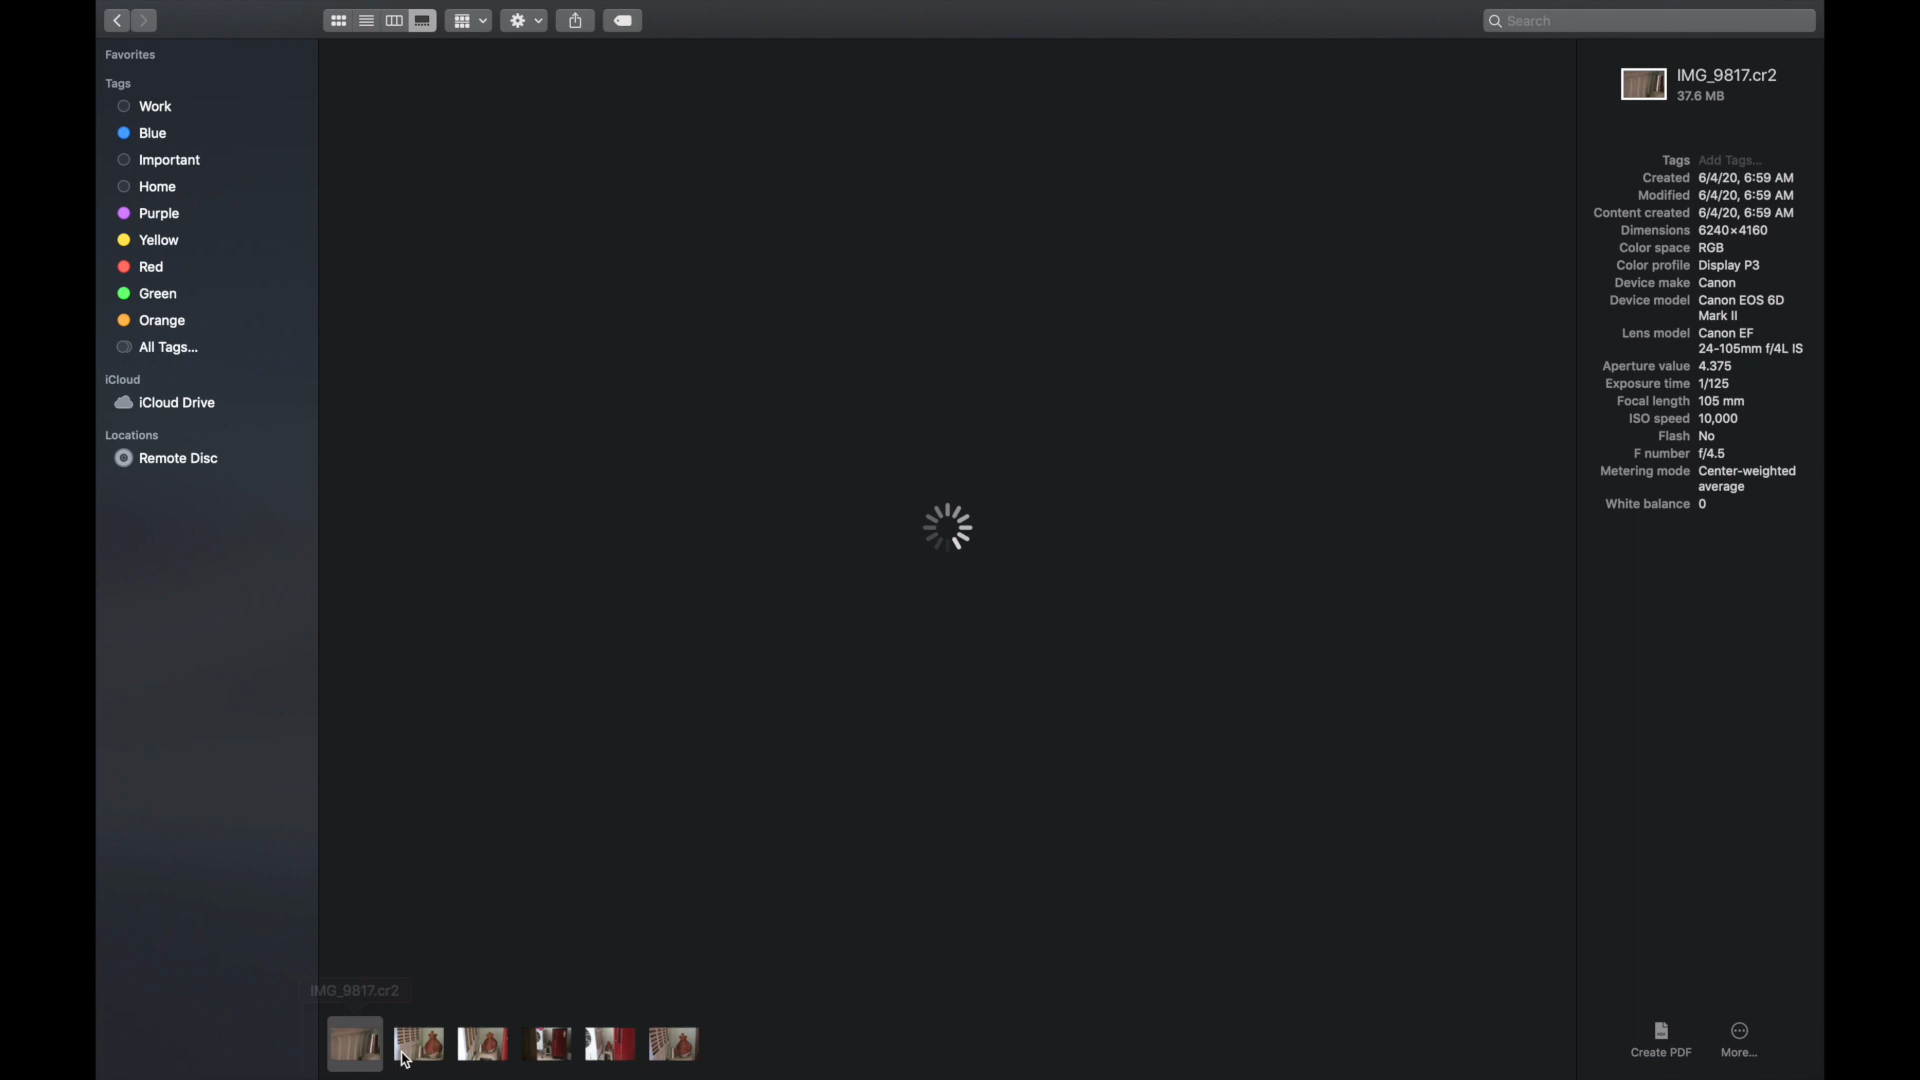 Search
Favorites
Tags
Work
Blue
Important
Home
Purple
Yellow
Red
Green
Orange
All Tags...
iCloud
iCloud Drive
Locations
Remote Disc
IMG_9817.cr2
37.6 MB
Tags Add Tags...
Created 6/4/20, 6:59 AM
Modified 6/4/20, 6:59 AM
Content created 6/4/20, 6:59 AM
Dimensions 6240×4160
Color space RGB
Color profile Display P3
Device make Canon
Device model Canon EOS 6D
Mark II
Lens model Canon EF
24-105mm f/4L IS
Aperture value 4.375
Exposure time 1/125
Focal length 105 mm
ISO speed 10,000
Flash No
F number f/4.5
Metering mode Center-weighted
average
White balance 0
IMG_9817.cr2
Create PDF
More...